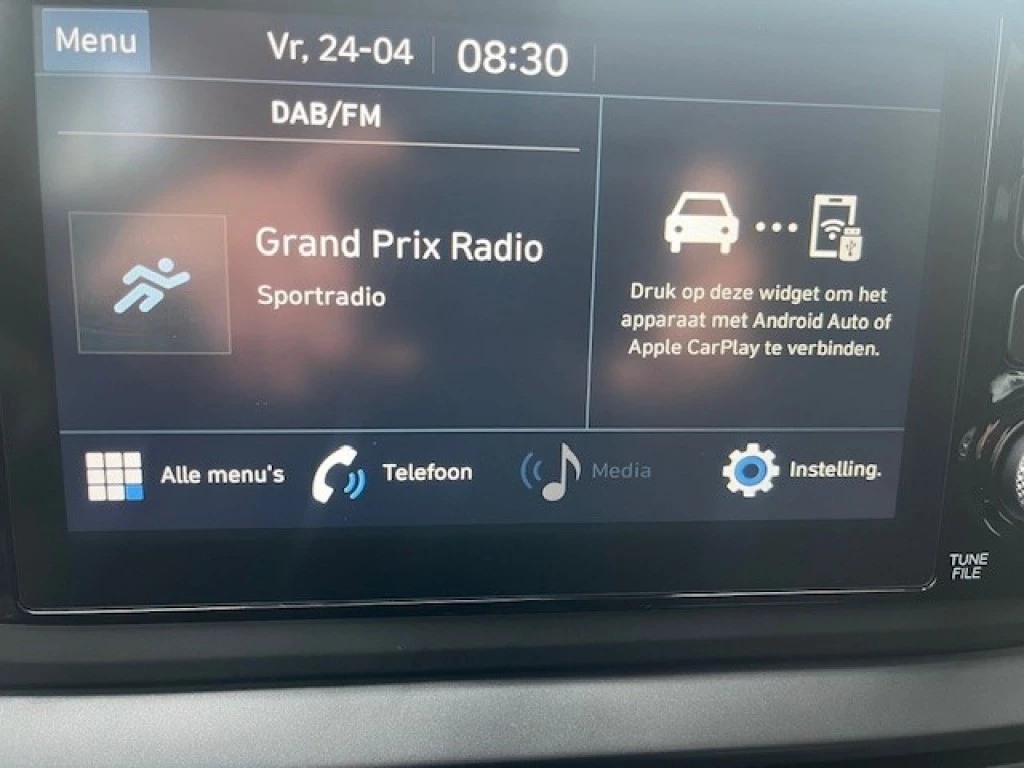 Menu
Vr, 24-04
08:30
DAB/FM
Grand Prix Radio
Sportradio
Druk op deze widget om het
apparaat met Android Auto of
Apple CarPlay te verbinden.
Alle menu's
Telefoon
Media
Instelling.
TUNE
FILE